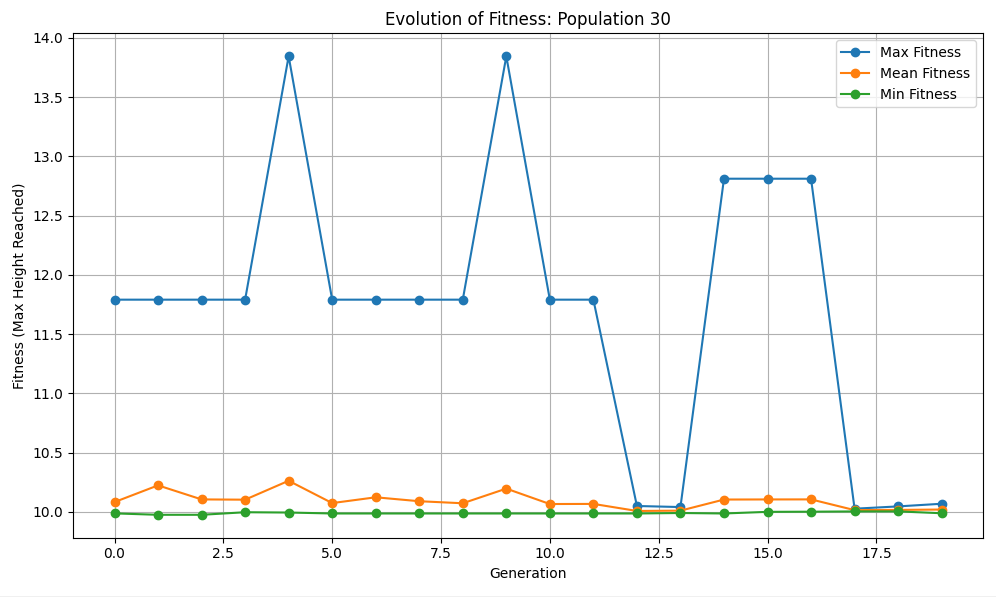 Evolution of Fitness: Population 30
Max Fitness
Mean Fitness
Min Fitness
Fitness (Max Height Reached)
14.0
13.5
13.0
12.5
12.0
11.5
11.0
10.5
10.0
0.0 2.5 5.0 7.5 10.0 12.5 15.0 17.5
Generation